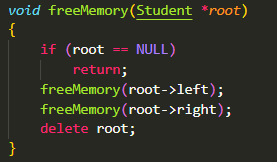 void freeMemory(Student *root)
{
    if (root == NULL)
        return;
    freeMemory(root->left);
    freeMemory(root->right);
    delete root;
}